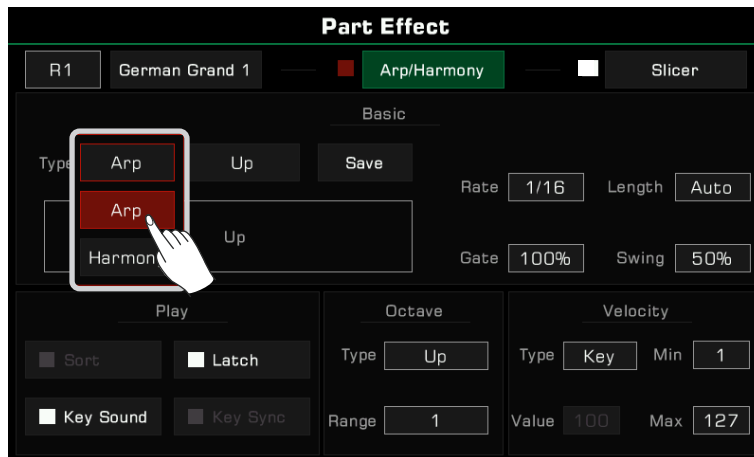 Part Effect
R1 German Grand 1 Arp/Harmony Slicer
Basic
Type Arp Up Save
Arp
Harmon
Up
Rate 1/16 Length Auto
Gate 100% Swing 50%
Play
Sort Latch
Key Sound Key Sync
Octave
Type Up
Range 1
Velocity
Type Key Min 1
Value 100 Max 127